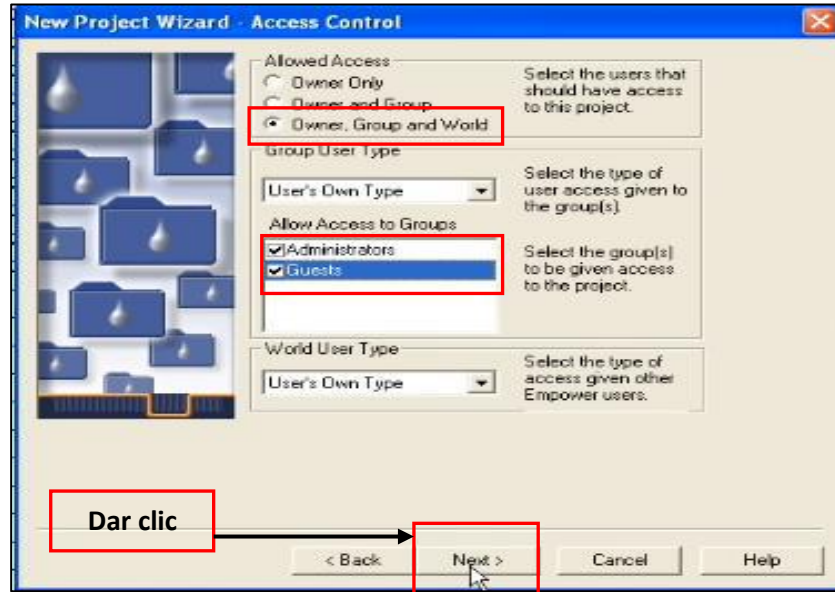 New Project Wizard - Access Control
Allowed Access
Owner Only
Owner and Group
Owner, Group and World
Select the users that
should have access
to this project.
Group User Type
User's Own Type
Select the type of
user access given to
the group(s).
Allow Access to Groups
Administrators
Guests
Select the group(s)
to be given access
to the project.
World User Type
User's Own Type
Select the type of
access given other
Empower users.
Dar clic
< Back
Next >
Cancel
Help